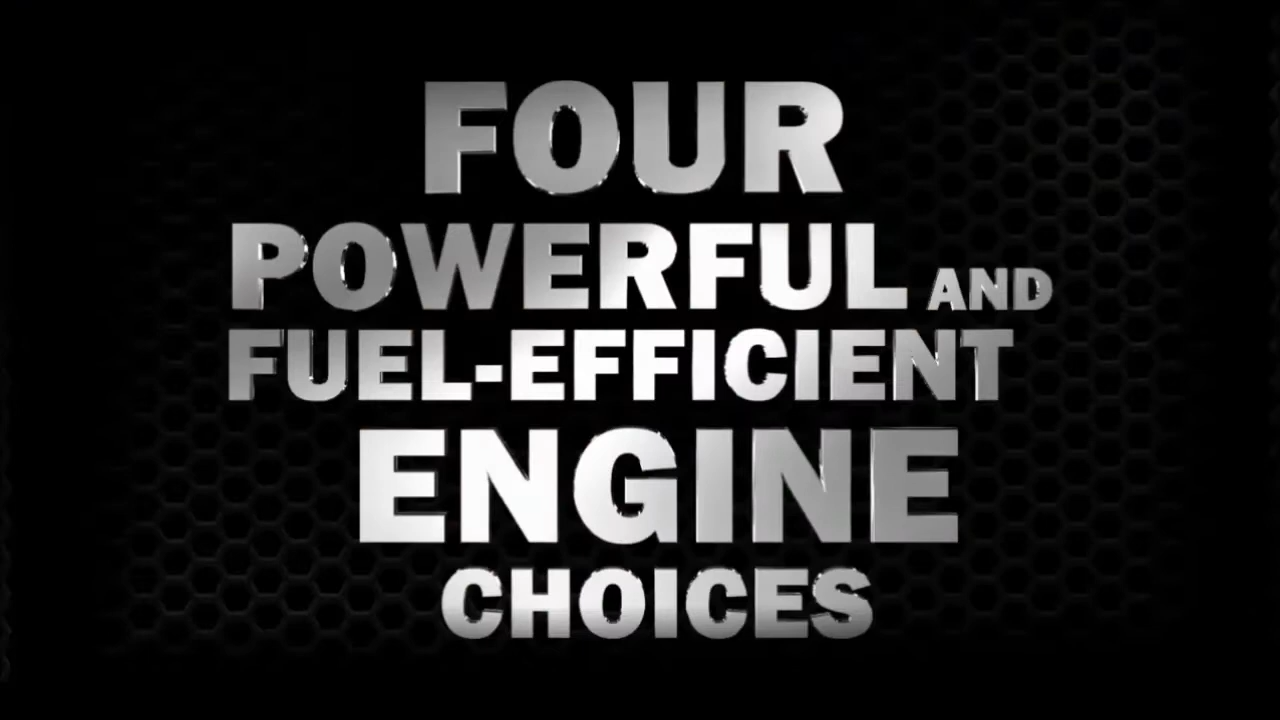 FOUR
POWERFUL AND
FUEL-EFFICIENT
ENGINE
CHOICES